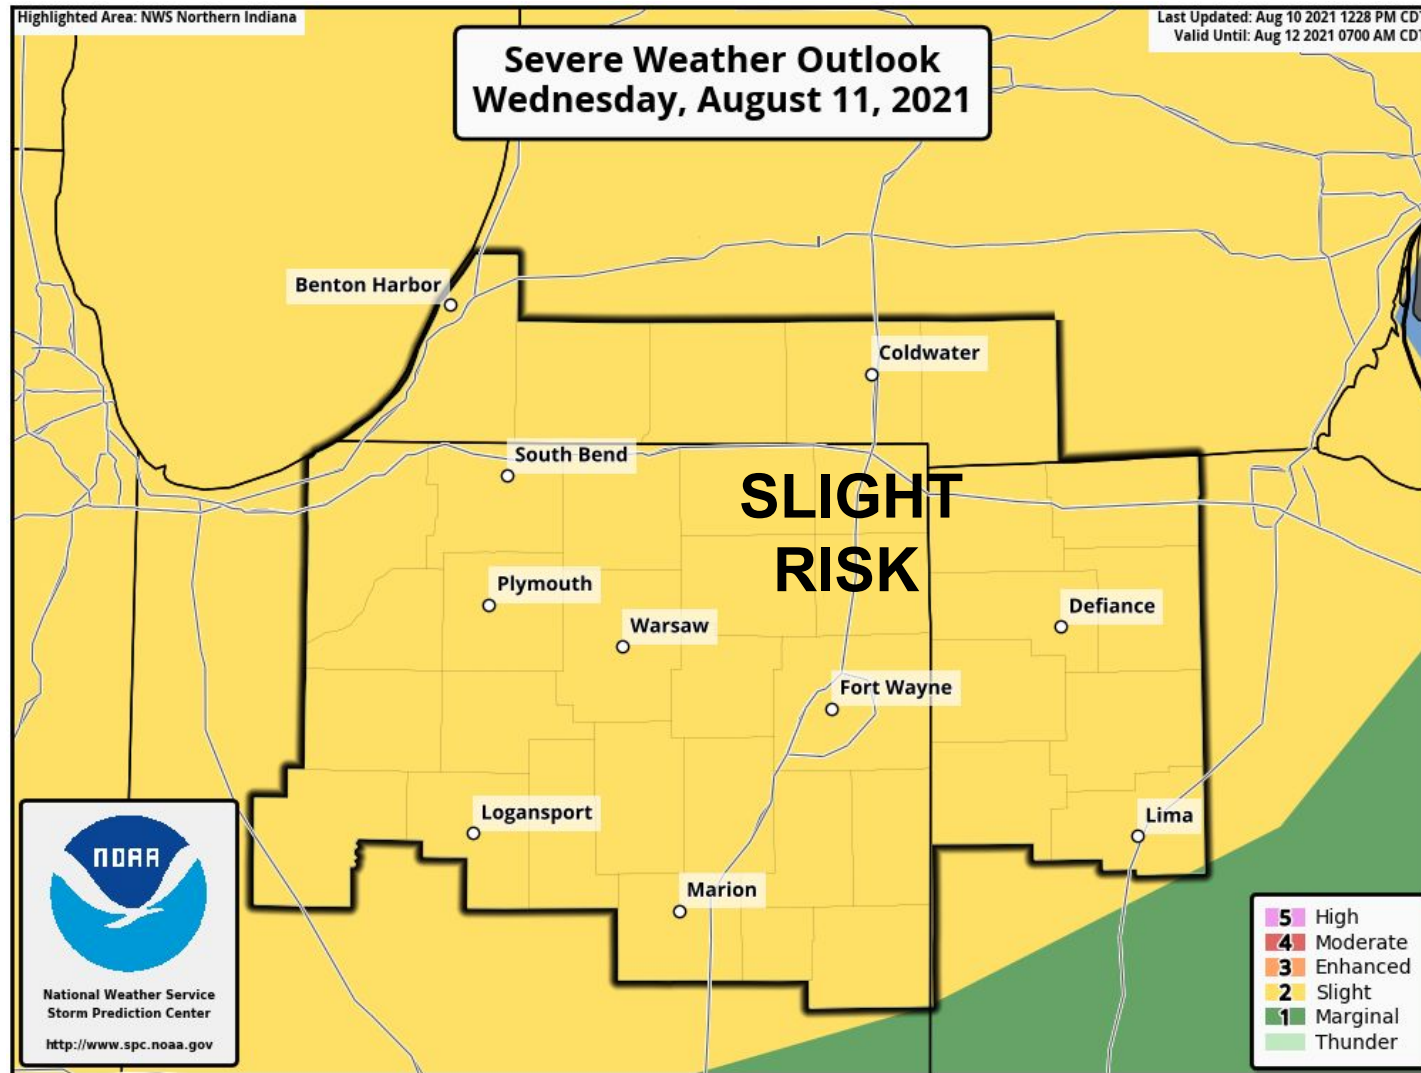 Highlighted Area: NWS Northern Indiana
Last Updated: Aug 10 2021 1228 PM CDT
Valid Until: Aug 12 2021 0700 AM CDT
Severe Weather Outlook
Wednesday, August 11, 2021
Benton Harbor
Coldwater
South Bend
SLIGHT
RISK
Plymouth
Defiance
Warsaw
Fort Wayne
Logansport
Lima
Marion
NOAA
National Weather Service
Storm Prediction Center
http://www.spc.noaa.gov
5 High
4 Moderate
3 Enhanced
2 Slight
1 Marginal
Thunder